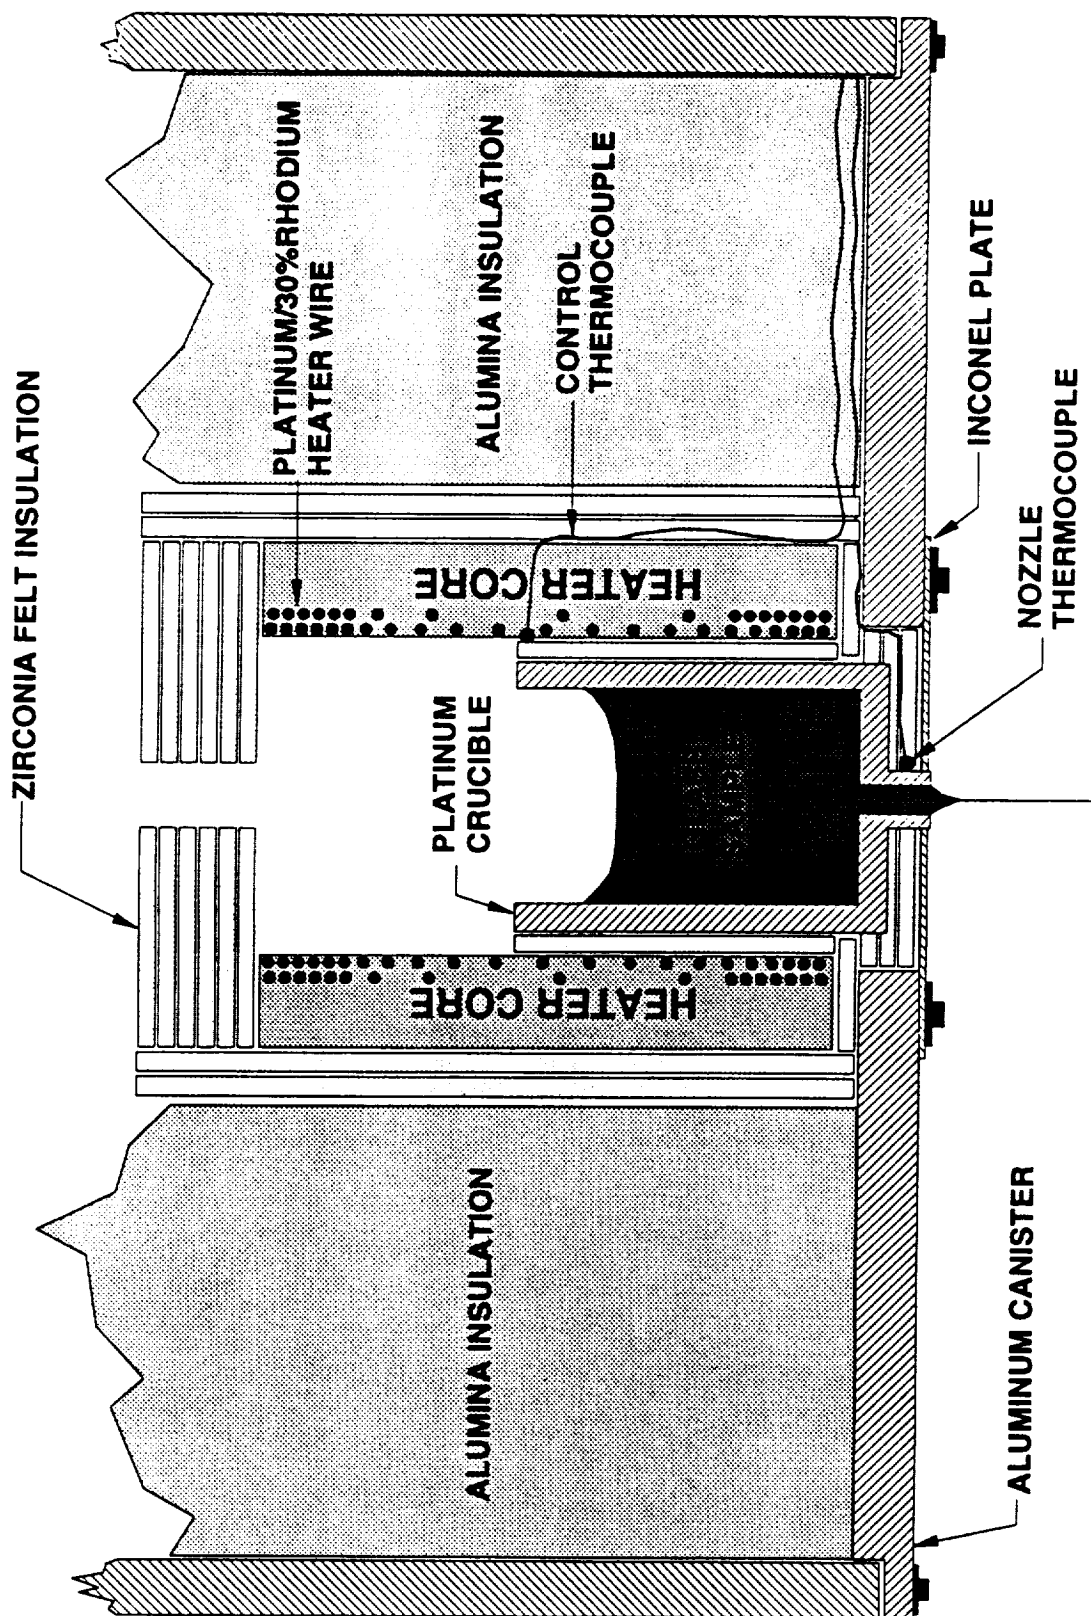 ZIRCONIA FELT INSULATION
PLATINUM/30%RHODIUM
HEATER WIRE
ALUMINA INSULATION
CONTROL
THERMOCOUPLE
HEATER CORE
PLATINUM
CRUCIBLE
HEATER CORE
ALUMINA INSULATION
INCONEL PLATE
NOZZLE
THERMOCOUPLE
ALUMINUM CANISTER